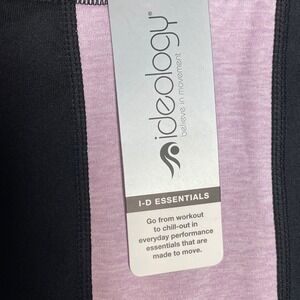 ideology®
believe in movement
I-D ESSENTIALS
Go from workout
to chill-out in
everyday performance
essentials that are
made to move.